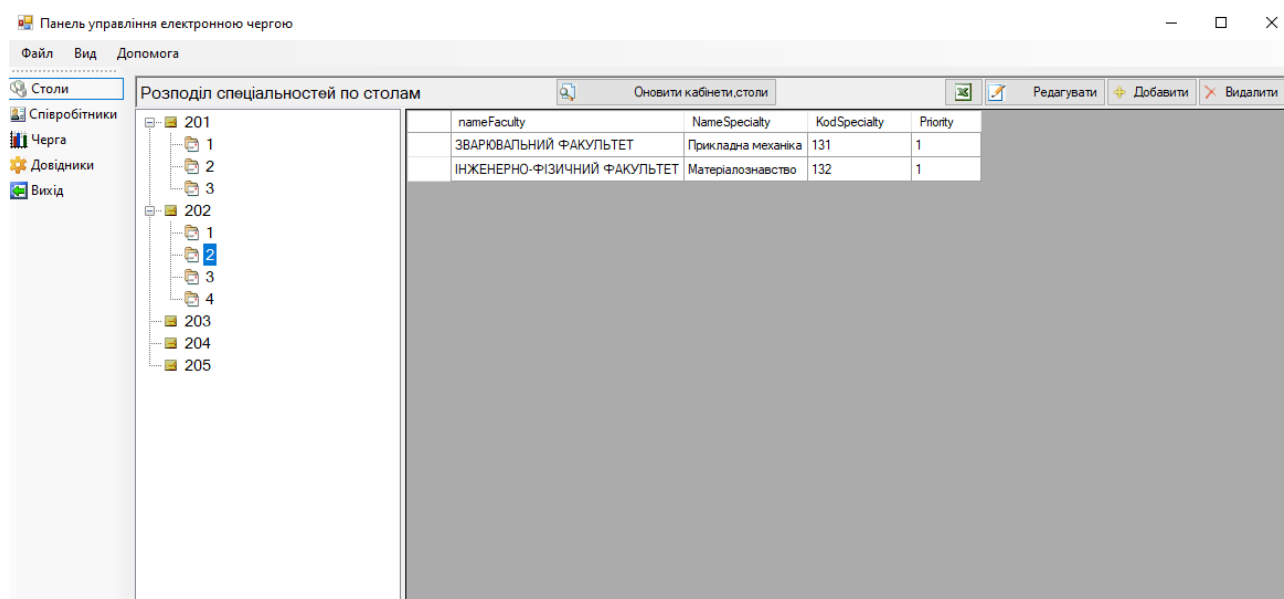 Панель управління електронною чергою
Файл Вид Допомога
Столи
Співробітники
Черга
Довідники
Вихід
Розподіл спеціальностей по столам
Оновити кабінети,столи
Редагувати
Добавити
Видалити
201
1
2
3
202
1
2
3
4
203
204
205
nameFaculty NameSpecialty KodSpecialty Priority
ЗВАРЮВАЛЬНИЙ ФАКУЛЬТЕТ Прикладна механіка 131 1
ІНЖЕНЕРНО-ФІЗИЧНИЙ ФАКУЛЬТЕТ Матеріалознавство 132 1